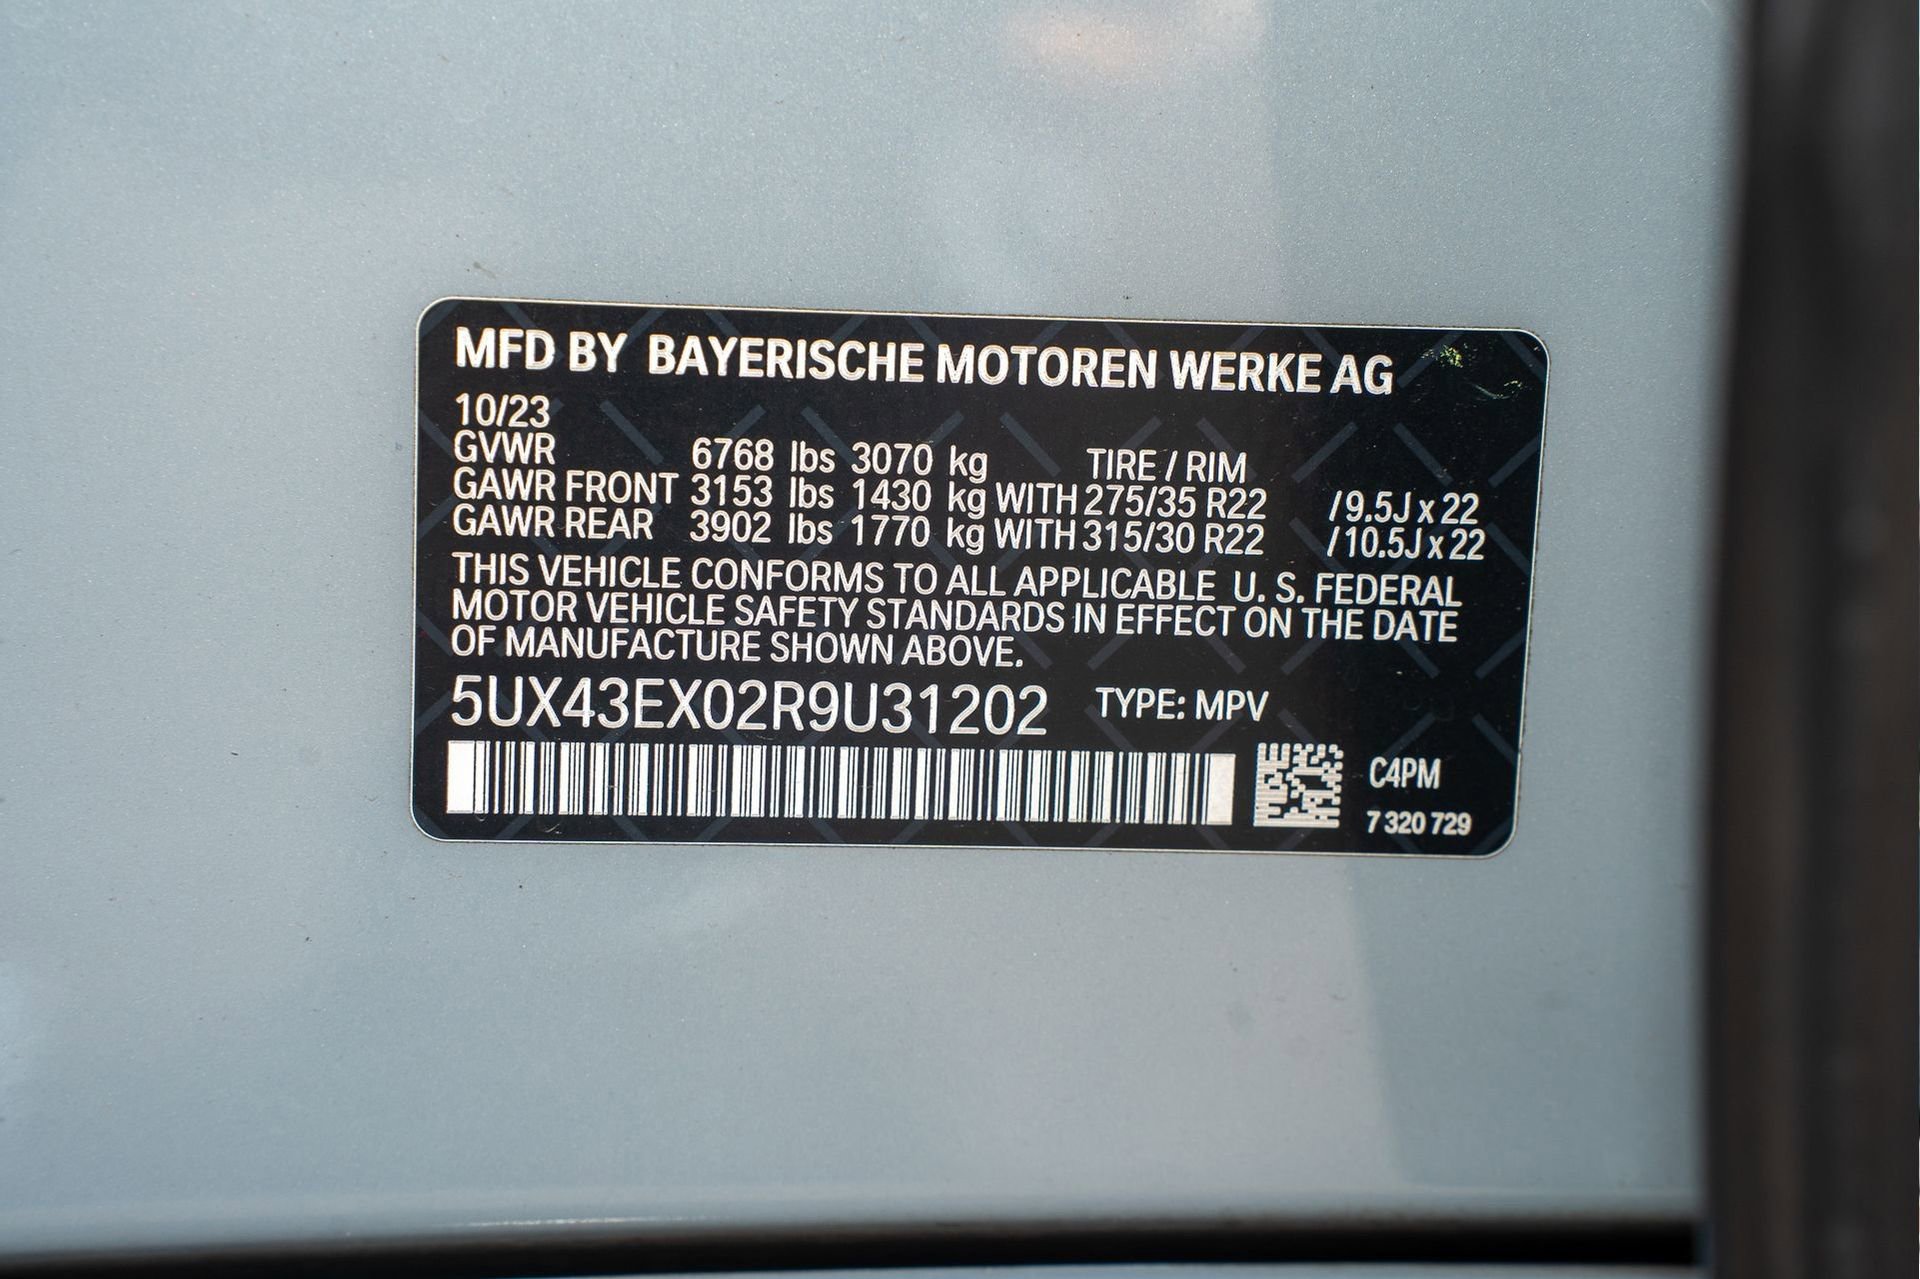 MFD BY BAYERISCHE MOTOREN WERKE AG
10/23
GVWR 6768 lbs 3070 kg TIRE / RIM
GAWR FRONT 3153 lbs 1430 kg WITH 275/35 R22 /9.5J x 22
GAWR REAR 3902 lbs 1770 kg WITH 315/30 R22 /10.5J x 22
THIS VEHICLE CONFORMS TO ALL APPLICABLE U. S. FEDERAL
MOTOR VEHICLE SAFETY STANDARDS IN EFFECT ON THE DATE
OF MANUFACTURE SHOWN ABOVE.
5UX43EX02R9U31202 TYPE: MPV
C4PM
7 320 729